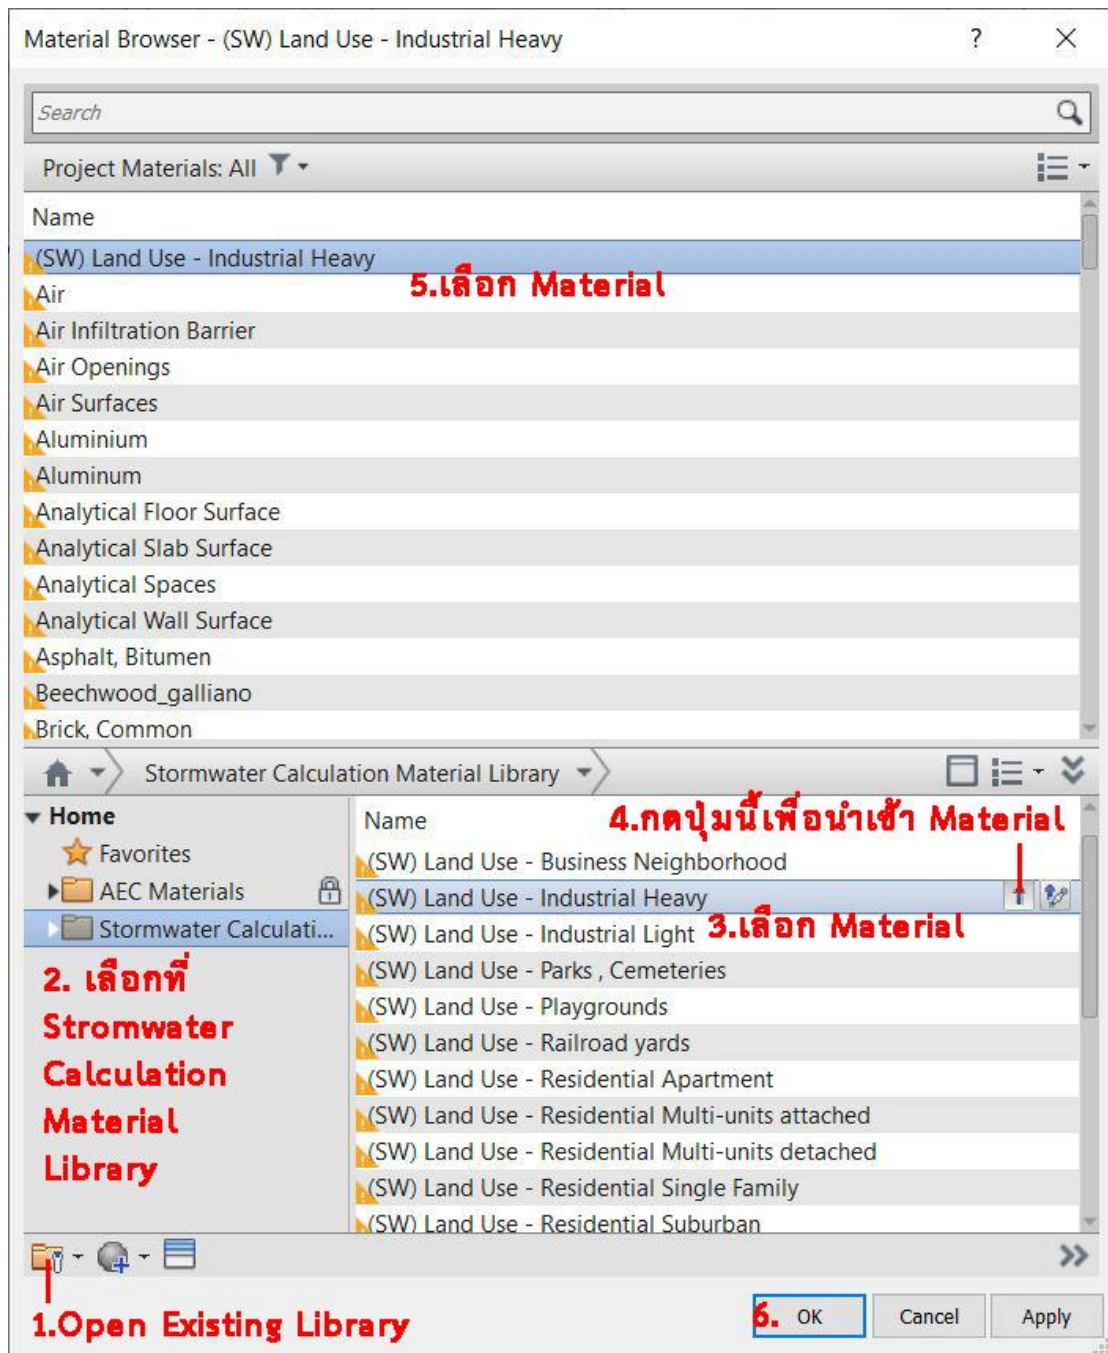 Material Browser - (SW) Land Use - Industrial Heavy
?
Search
Project Materials: All
Name
(SW) Land Use - Industrial Heavy
5.เลือก Material
Air
Air Infiltration Barrier
Air Openings
Air Surfaces
Aluminium
Aluminum
Analytical Floor Surface
Analytical Slab Surface
Analytical Spaces
Analytical Wall Surface
Asphalt, Bitumen
Beechwood_galliano
Brick, Common
Stormwater Calculation Material Library
Home
Favorites
AEC Materials
Stormwater Calculati...
2. เลือกที่
Stromwater
Calculation
Material
Library
Name
4.กดปุ่มนี้เพื่อนำเข้า Material
(SW) Land Use - Business Neighborhood
(SW) Land Use - Industrial Heavy
(SW) Land Use - Industrial Light
3.เลือก Material
(SW) Land Use - Parks , Cemeteries
(SW) Land Use - Playgrounds
(SW) Land Use - Railroad yards
(SW) Land Use - Residential Apartment
(SW) Land Use - Residential Multi-units attached
(SW) Land Use - Residential Multi-units detached
(SW) Land Use - Residential Single Family
(SW) Land Use - Residential Suburban
1.Open Existing Library
6. OK Cancel Apply